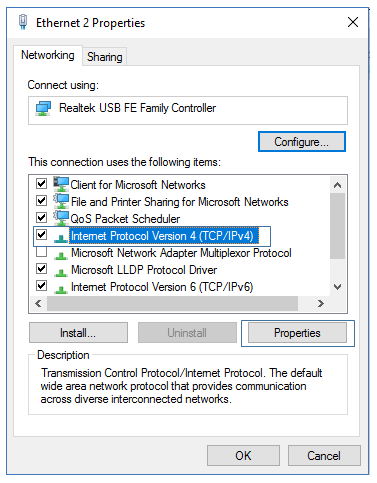 Ethernet 2 Properties
Networking
Sharing
Connect using:
Realtek USB FE Family Controller
Configure...
This connection uses the following items:
Client for Microsoft Networks
File and Printer Sharing for Microsoft Networks
QoS Packet Scheduler
Internet Protocol Version 4 (TCP/IPv4)
Microsoft Network Adapter Multiplexor Protocol
Microsoft LLDP Protocol Driver
Internet Protocol Version 6 (TCP/IPv6)
Install...
Uninstall
Properties
Description
Transmission Control Protocol/Internet Protocol. The default
wide area network protocol that provides communication
across diverse interconnected networks.
OK
Cancel